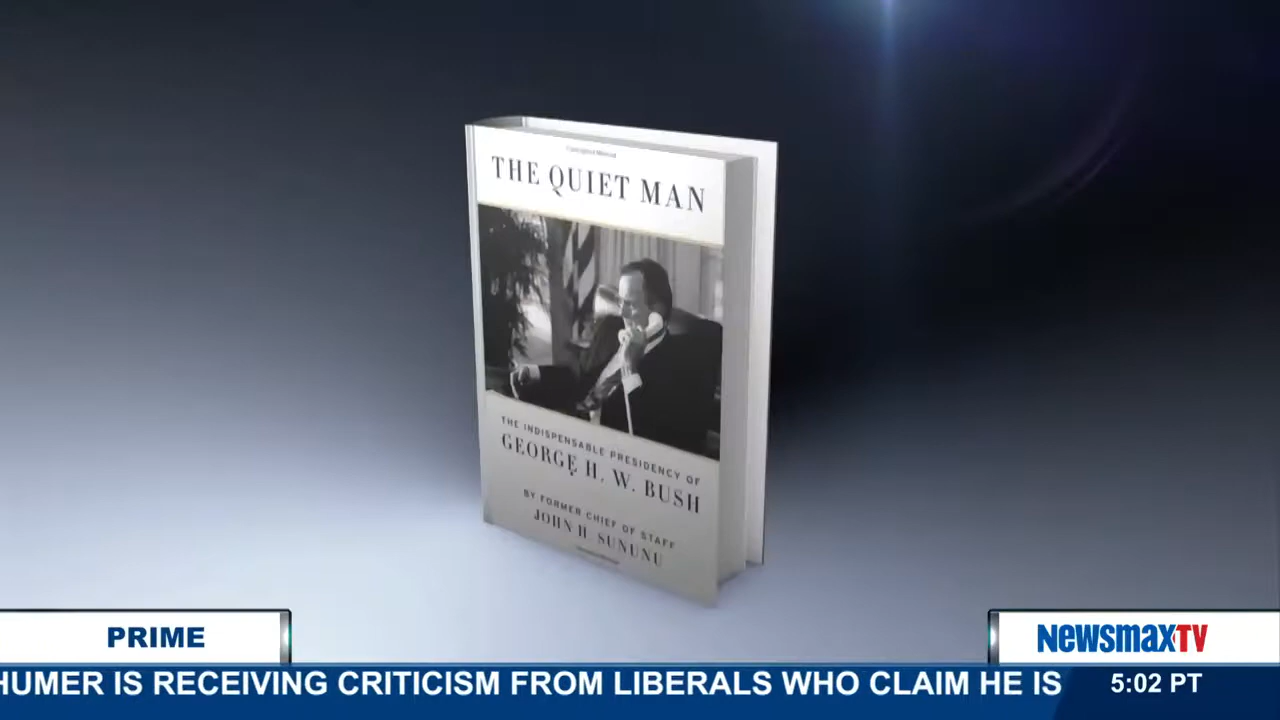 THE QUIET MAN
THE INDISPENSABLE PRESIDENCY OF
GEORGE H. W. BUSH
BY FORMER CHIEF OF STAFF
JOHN H. SUNUNU
PRIME
NEWSMAXTV
HUMER IS RECEIVING CRITICISM FROM LIBERALS WHO CLAIM HE IS
5:02 PT